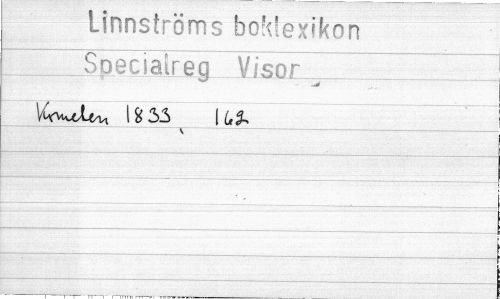 Linnströms boklexikon
Specialreg Visor
Kometen 1833, 162